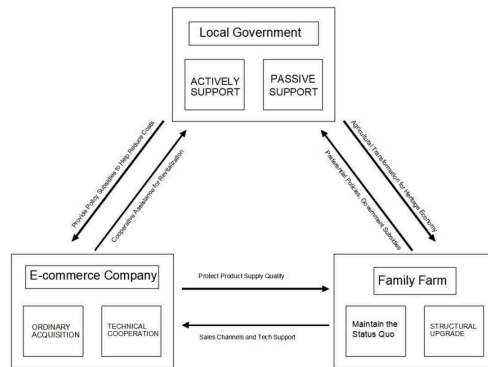 Local Government
ACTIVELY
SUPPORT
PASSIVE
SUPPORT
Provide Policy Subsidies to Help Reduce Costs
Cooperative Assistance for Revitalization
Preferential Policies, Government Subsidies
Agricultural Transformation for Heritage Economy
E-commerce Company
ORDINARY
ACQUISITION
TECHNICAL
COOPERATION
Protect Product Supply Quality
Sales Channels and Tech Support
Family Farm
Maintain the
Status Quo
STRUCTURAL
UPGRADE